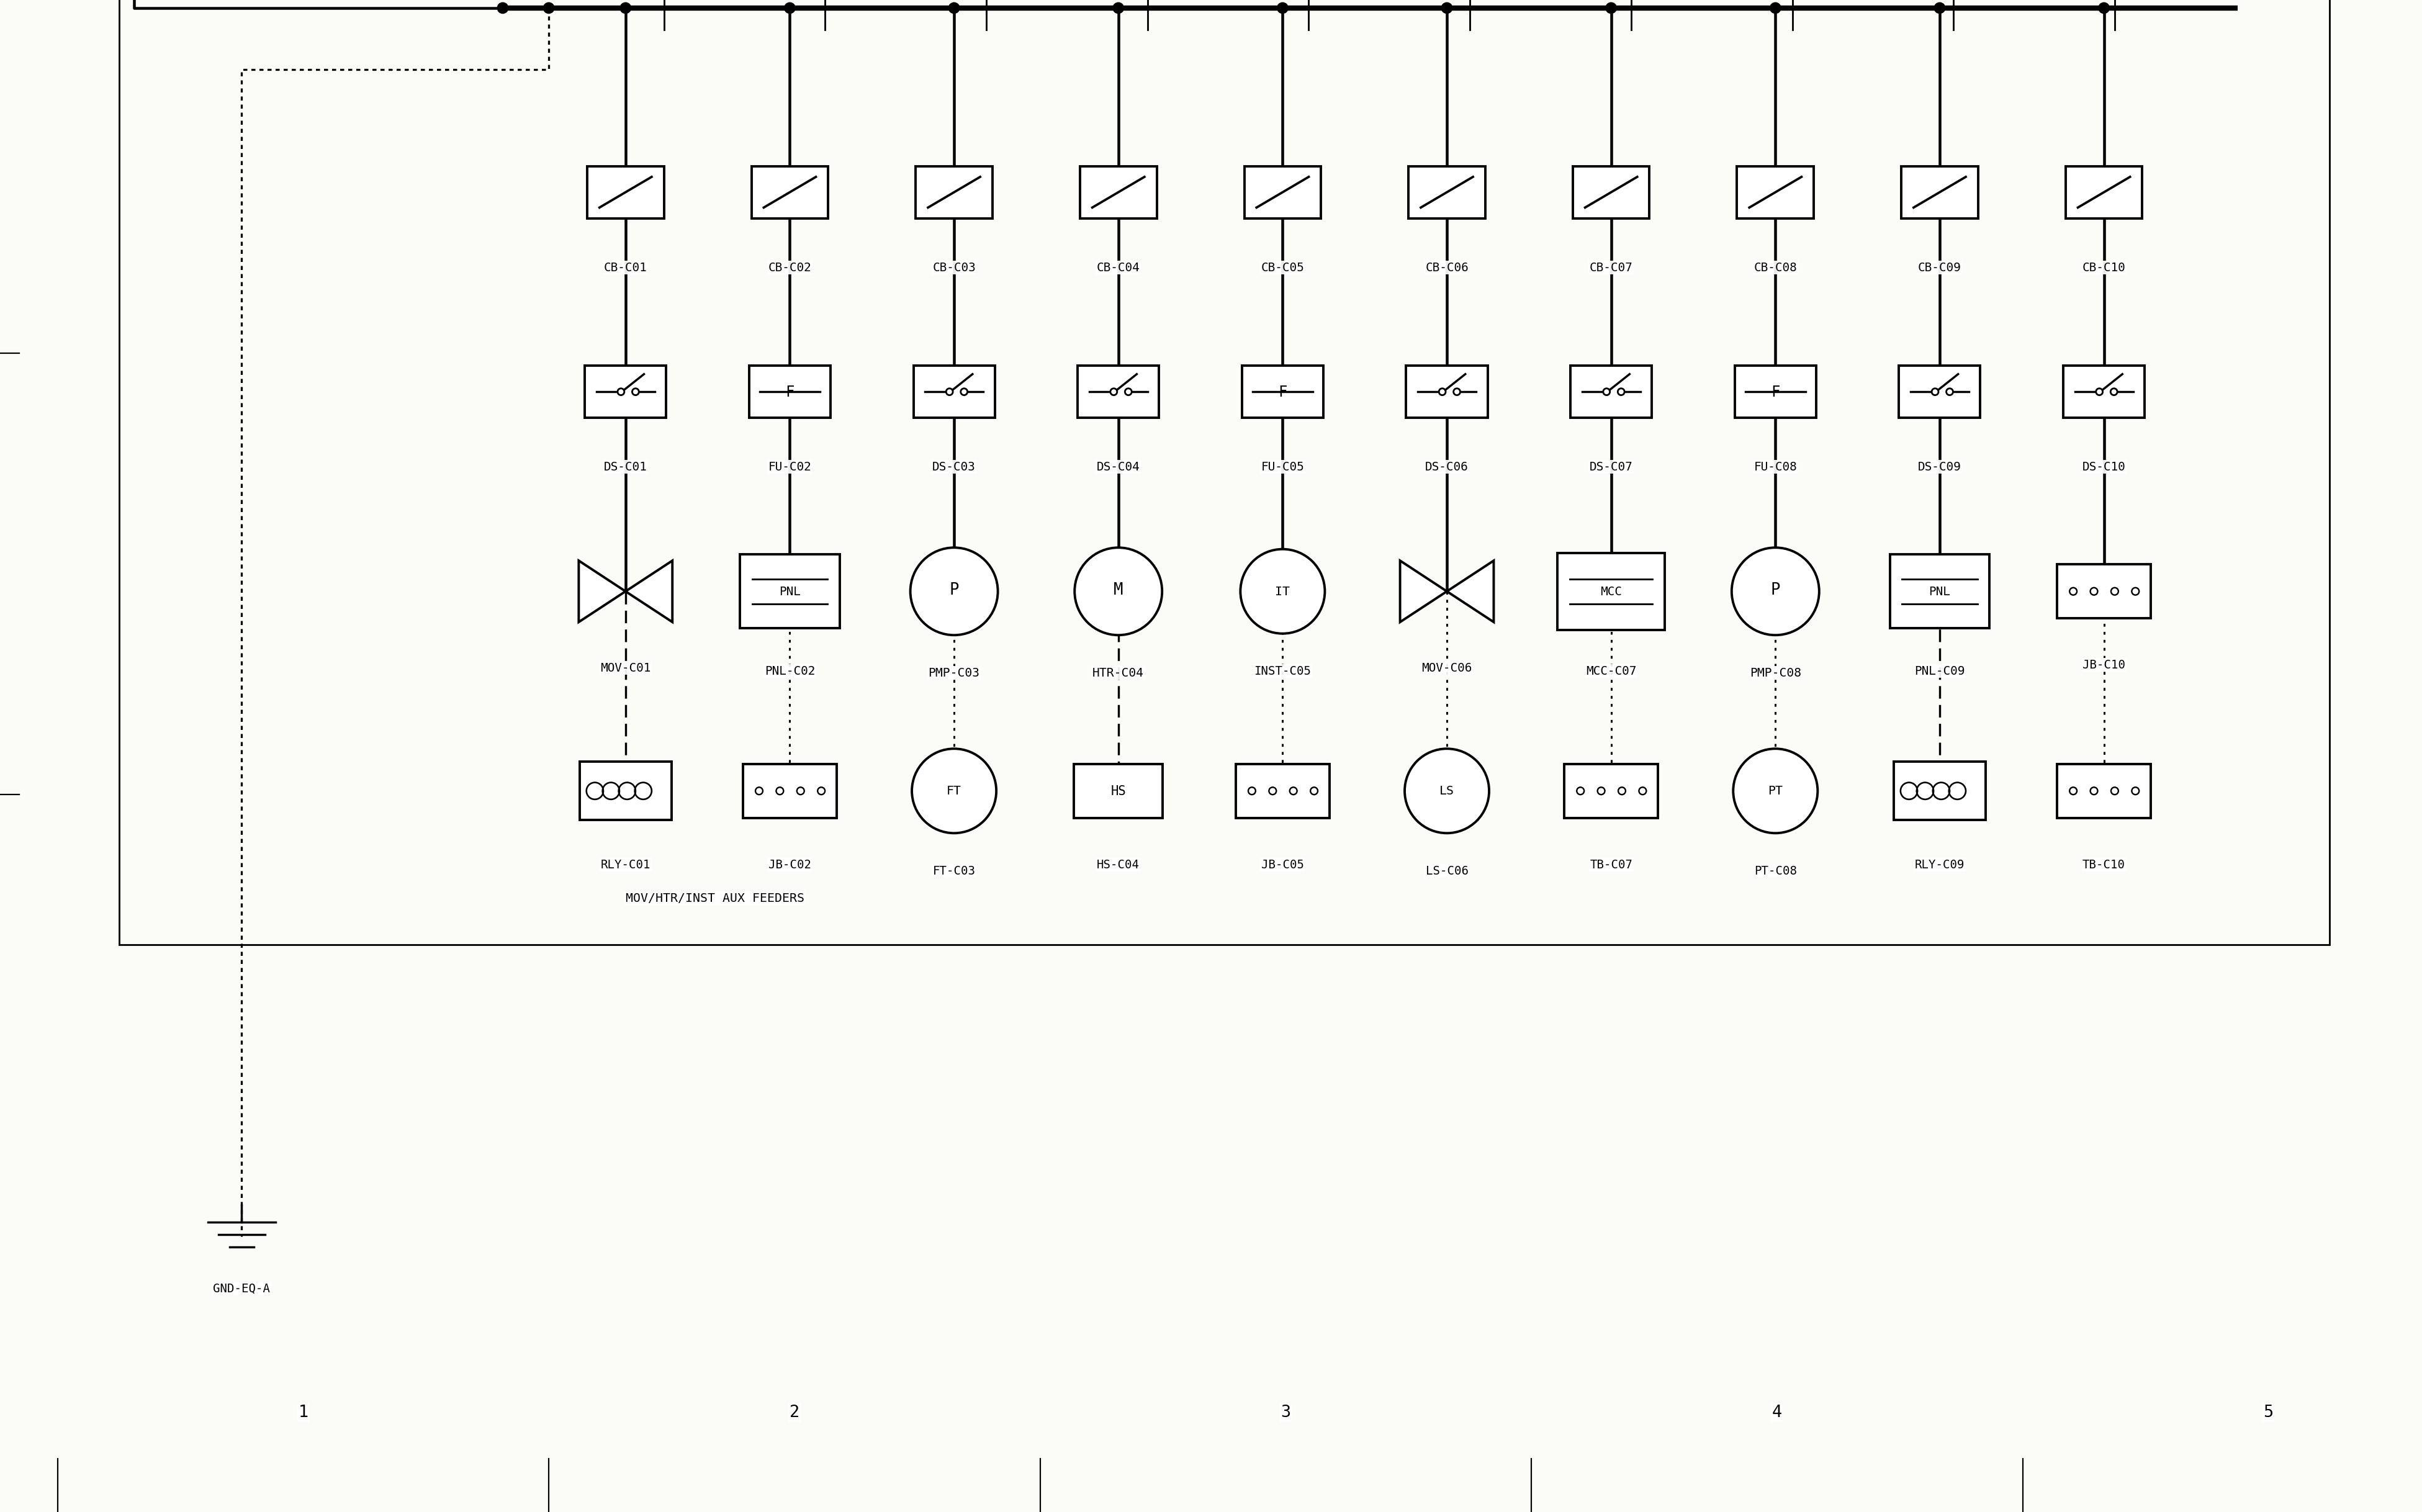 CB-C01 CB-C02 CB-C03 CB-C04 CB-C05 CB-C06 CB-C07 CB-C08 CB-C09 CB-C10
F F F
DS-C01 FU-C02 DS-C03 DS-C04 FU-C05 DS-C06 DS-C07 FU-C08 DS-C09 DS-C10
PNL P M IT MCC P PNL
MOV-C01 PNL-C02 PMP-C03 HTR-C04 INST-C05 MOV-C06 MCC-C07 PMP-C08 PNL-C09 JB-C10
FT HS LS PT
RLY-C01 JB-C02 FT-C03 HS-C04 JB-C05 LS-C06 TB-C07 PT-C08 RLY-C09 TB-C10
MOV/HTR/INST AUX FEEDERS
GND-EQ-A
1 2 3 4 5